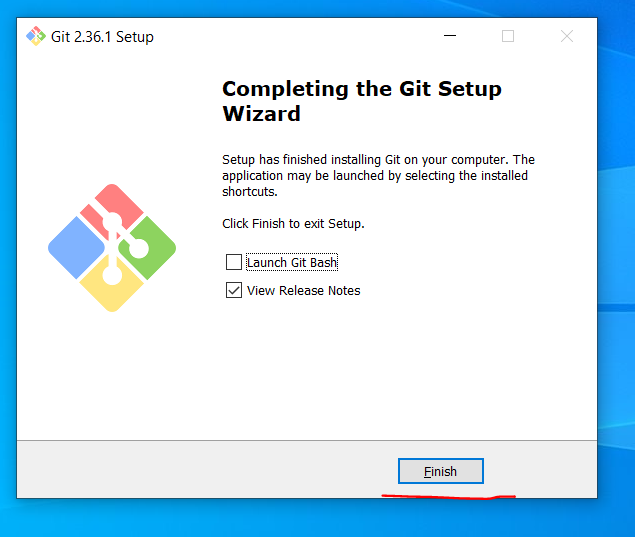 Git 2.36.1 Setup
Completing the Git Setup
Wizard
Setup has finished installing Git on your computer. The
application may be launched by selecting the installed
shortcuts.
Click Finish to exit Setup.
Launch Git Bash
View Release Notes
Finish